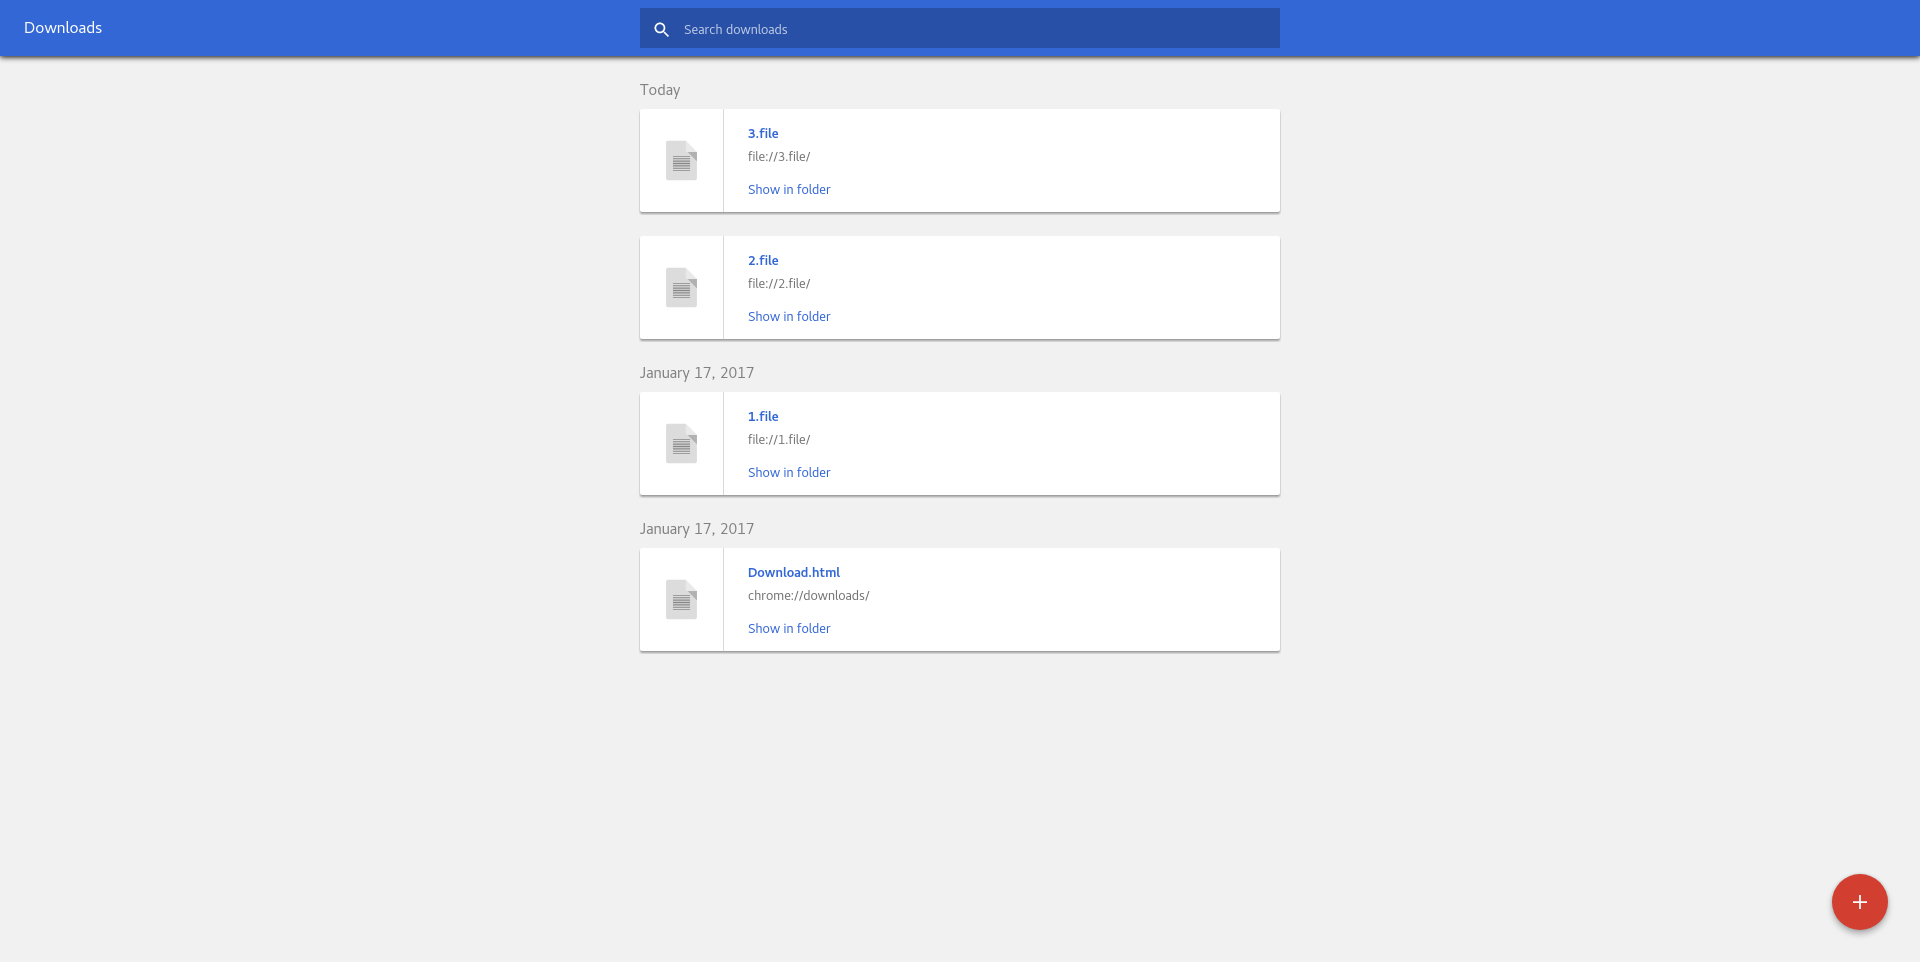 Downloads
Search downloads
Today
3.file
file://3.file/
Show in folder
2.file
file://2.file/
Show in folder
January 17, 2017
1.file
file://1.file/
Show in folder
January 17, 2017
Download.html
chrome://downloads/
Show in folder